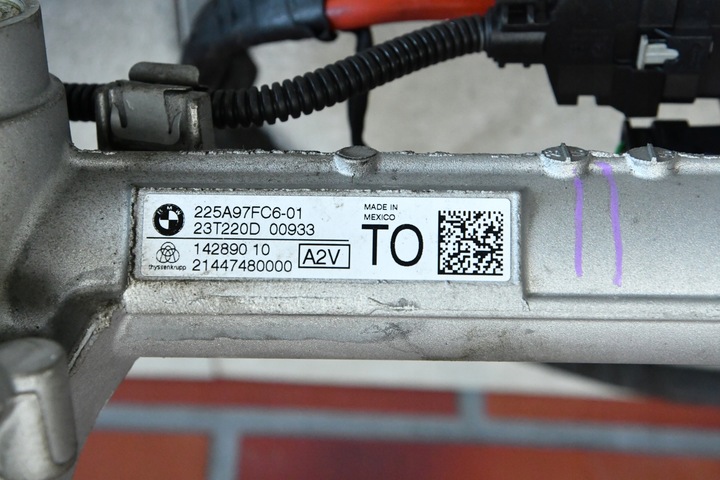 225A97FC6-01
23T220D 00933
142890 10
thyssenkrupp
21447480000
A2V
MADE IN
MEXICO
TO